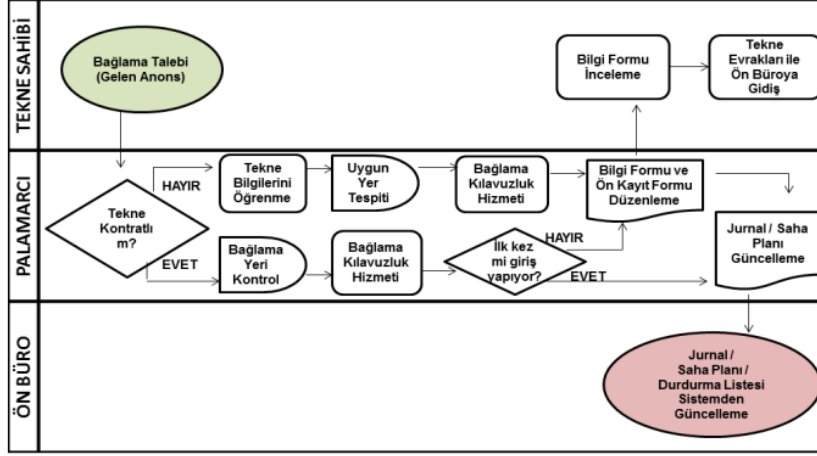 TEKNE SAHİBİ
Bağlama Talebi
(Gelen Anons)
Bilgi Formu
İnceleme
Tekne
Evrakları ile
Ön Büroya
Gidiş
PALAMARCI
Tekne
Kontratlı
m?
HAYIR
Tekne
Bilgilerini
Öğrenme
Uygun
Yer
Tespiti
Bağlama
Kılavuzluk
Hizmeti
Bilgi Formu ve
Ön Kayıt Formu
Düzenleme
EVET
Bağlama
Yeri
Kontrol
Bağlama
Kılavuzluk
Hizmeti
İlk kez
mi giriş
yapıyor?
HAYIR
EVET
Jurnal / Saha
Planı
Güncelleme
ÖN BÜRO
Jurnal /
Saha Planı /
Durdurma Listesi
Sistemden
Güncelleme